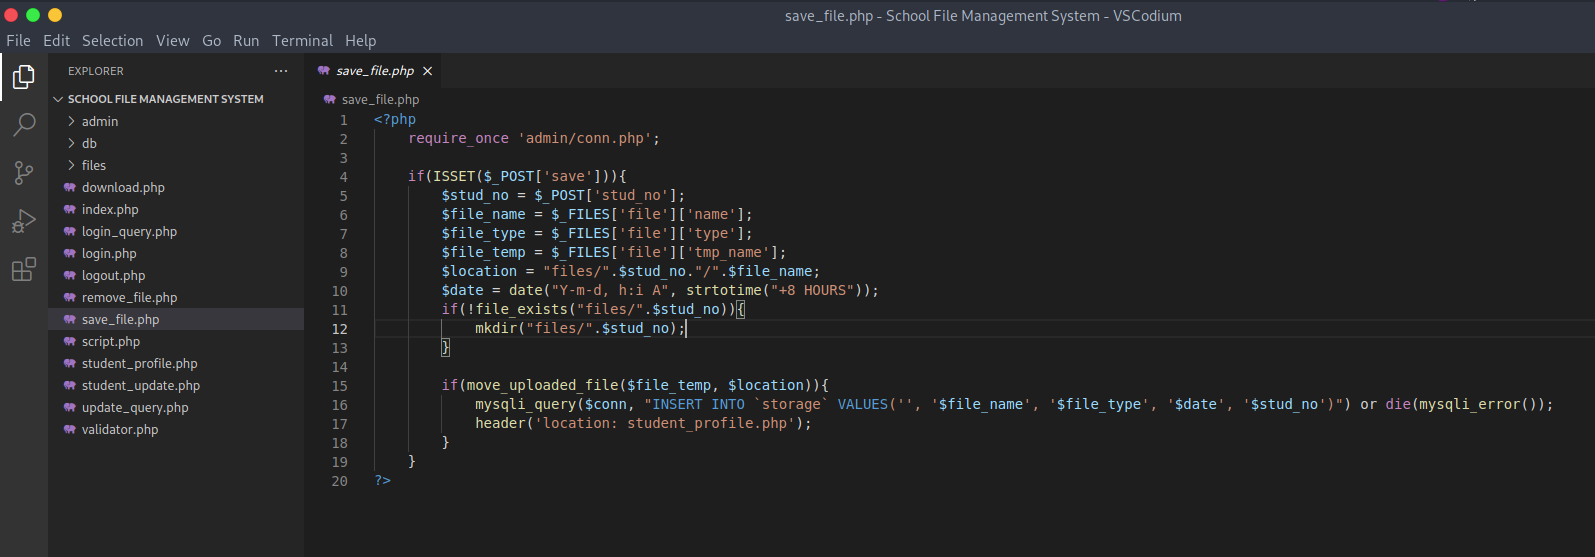 save_file.php - School File Management System - VSCodium
File Edit Selection View Go Run Terminal Help
EXPLORER ···
SCHOOL FILE MANAGEMENT SYSTEM
admin
db
files
download.php
index.php
login_query.php
login.php
logout.php
remove_file.php
save_file.php
script.php
student_profile.php
student_update.php
update_query.php
validator.php
save_file.php ×
save_file.php
1 <?php
2 require_once 'admin/conn.php';
3
4 if(ISSET($_POST['save'])){
5 $stud_no = $_POST['stud_no'];
6 $file_name = $_FILES['file']['name'];
7 $file_type = $_FILES['file']['type'];
8 $file_temp = $_FILES['file']['tmp_name'];
9 $location = "files/".$stud_no."/".$file_name;
10 $date = date("Y-m-d, h:i A", strtotime("+8 HOURS"));
11 if(!file_exists("files/".$stud_no)){
12 mkdir("files/".$stud_no);
13 }
14
15 if(move_uploaded_file($file_temp, $location)){
16 mysqli_query($conn, "INSERT INTO `storage` VALUES('', '$file_name', '$file_type', '$date', '$stud_no')") or die(mysqli_error());
17 header('location: student_profile.php');
18 }
19 }
20 ?>